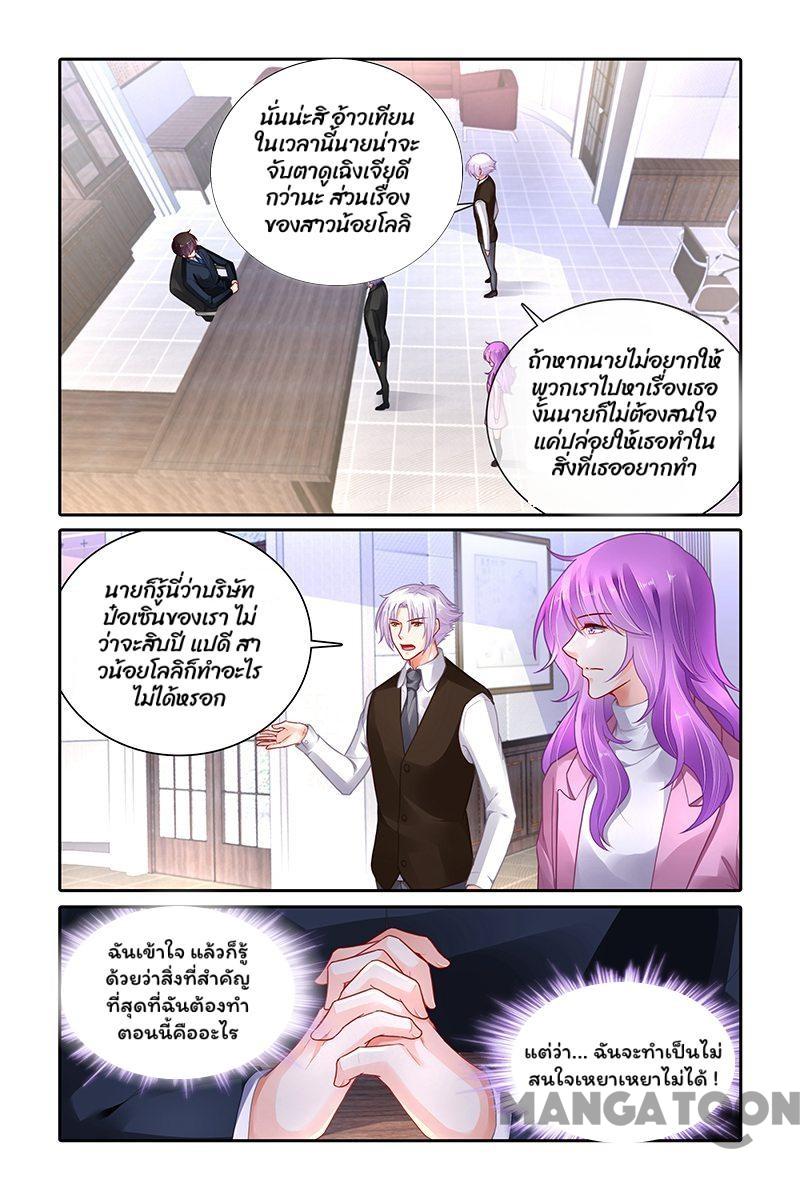 นั่นน่ะสิ อ้าวเทียน
ในเวลานี้นายน่าจะ
จับตาดูเฉิงเจียดี
กว่านะ ส่วนเรื่อง
ของสาวน้อยโลลิ
ถ้าหากนายไม่อยากให้
พวกเราไปหาเรื่องเธอ
งั้นนายก็ไม่ต้องสนใจ
แค่ปล่อยให้เธอทำใน
สิ่งที่เธออยากทำ
นายก็รู้นี่ว่าบริษัท
ป๋อเซินของเรา ไม่
ว่าจะสิบปี แปดี สา
วน้อยโลลิก็ทำอะไร
ไม่ได้หรอก
ฉันเข้าใจ แล้วก็รู้
ด้วยว่าสิ่งที่สำคัญ
ที่สุดที่ฉันต้องทำ
ตอนนี้คืออะไร
แต่ว่า... ฉันจะทำเป็นไม่
สนใจเหยาเหยาไม่ได้ !
MANGATOON